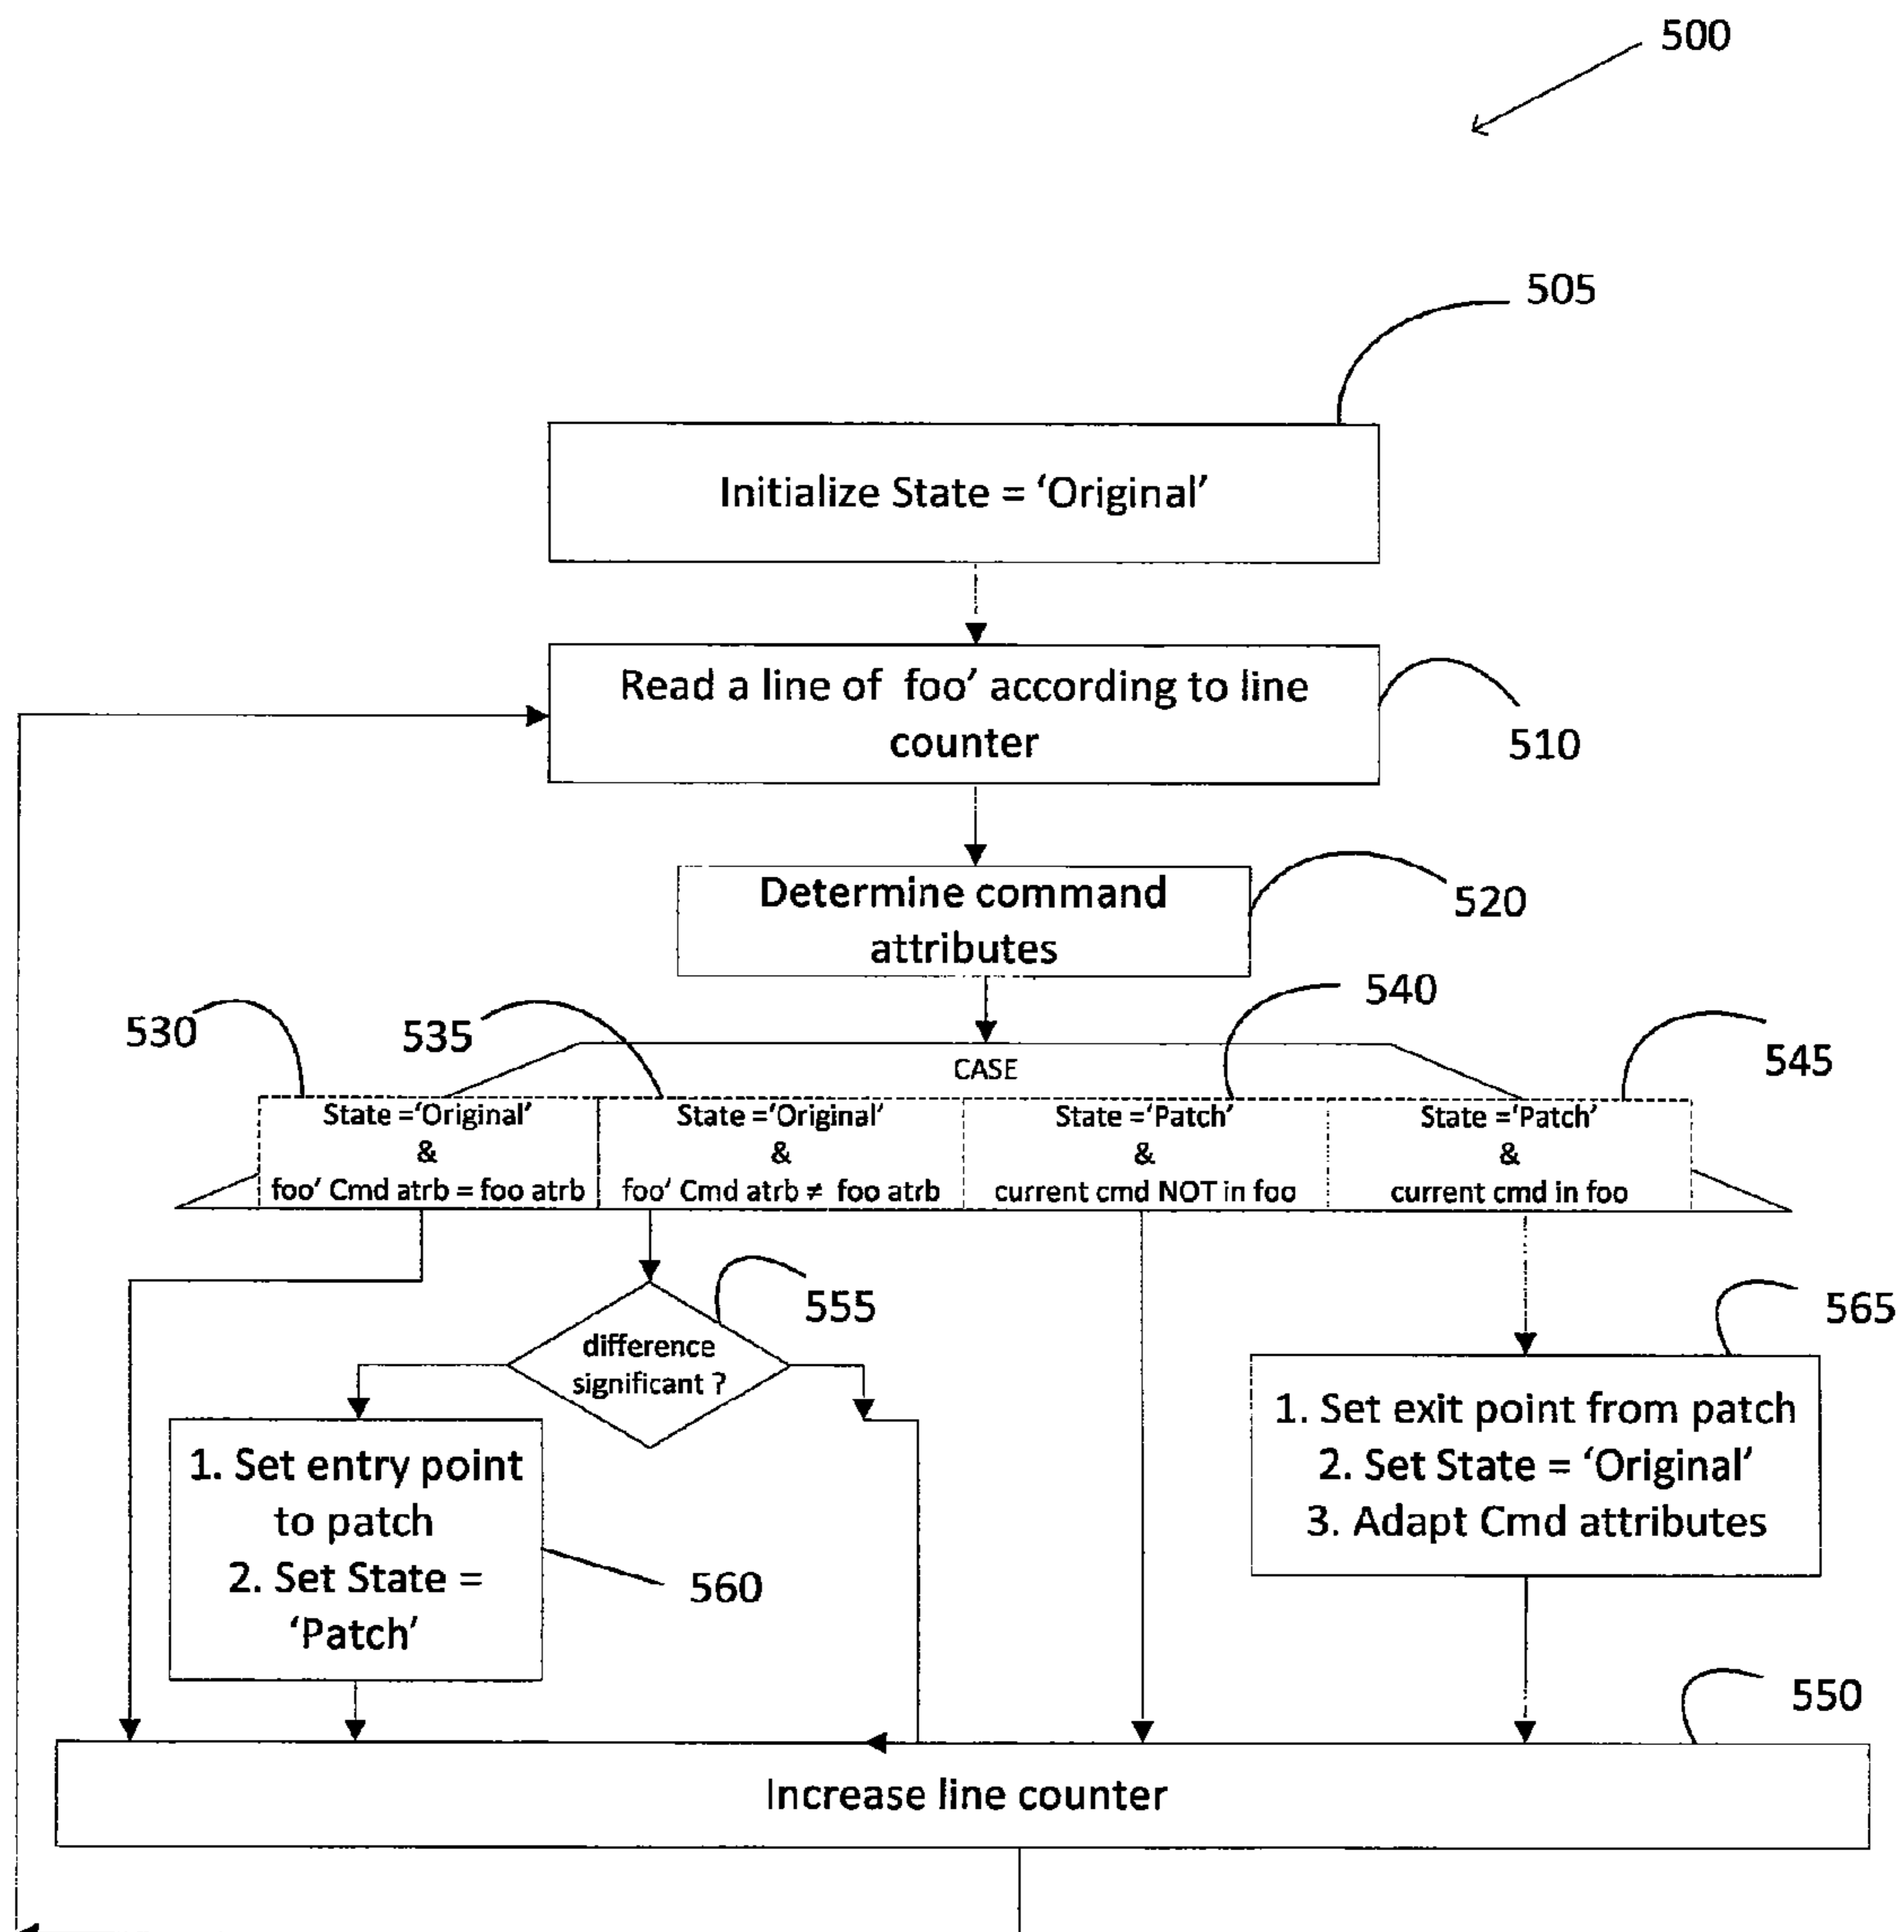 500
505
Initialize State = ‘Original’
Read a line of foo’ according to line
counter
510
Determine command
attributes
520
530
535
540
545
CASE
State =‘Original’
&
foo’ Cmd atrb = foo atrb
State =‘Original’
&
foo’ Cmd atrb ≠ foo atrb
State =‘Patch’
&
current cmd NOT in foo
State =‘Patch’
&
current cmd in foo
555
difference
significant ?
565
1. Set entry point
to patch
2. Set State =
‘Patch’
560
1. Set exit point from patch
2. Set State = ‘Original’
3. Adapt Cmd attributes
550
Increase line counter